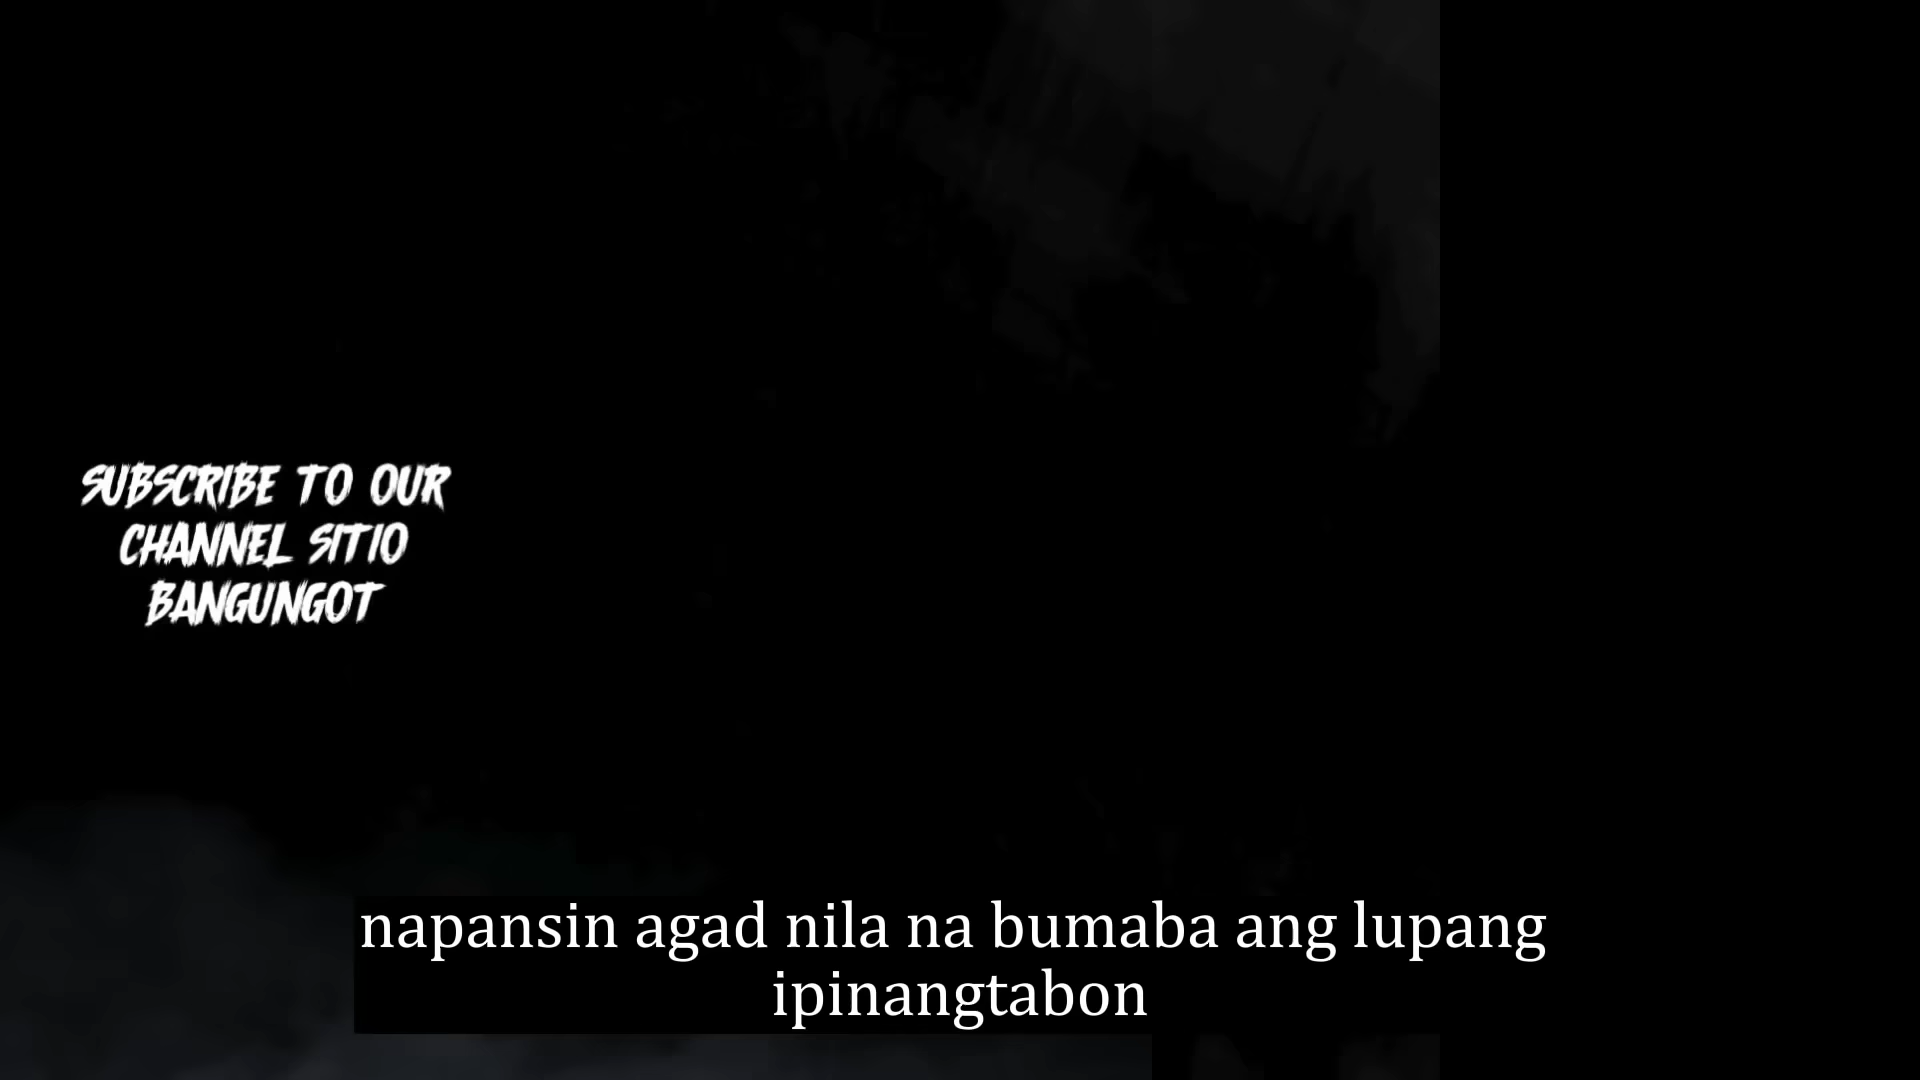 SUBSCRIBE TO OUR
CHANNEL SITIO
BANGUNGOT
napansin agad nila na bumaba ang lupang
ipinangtabon